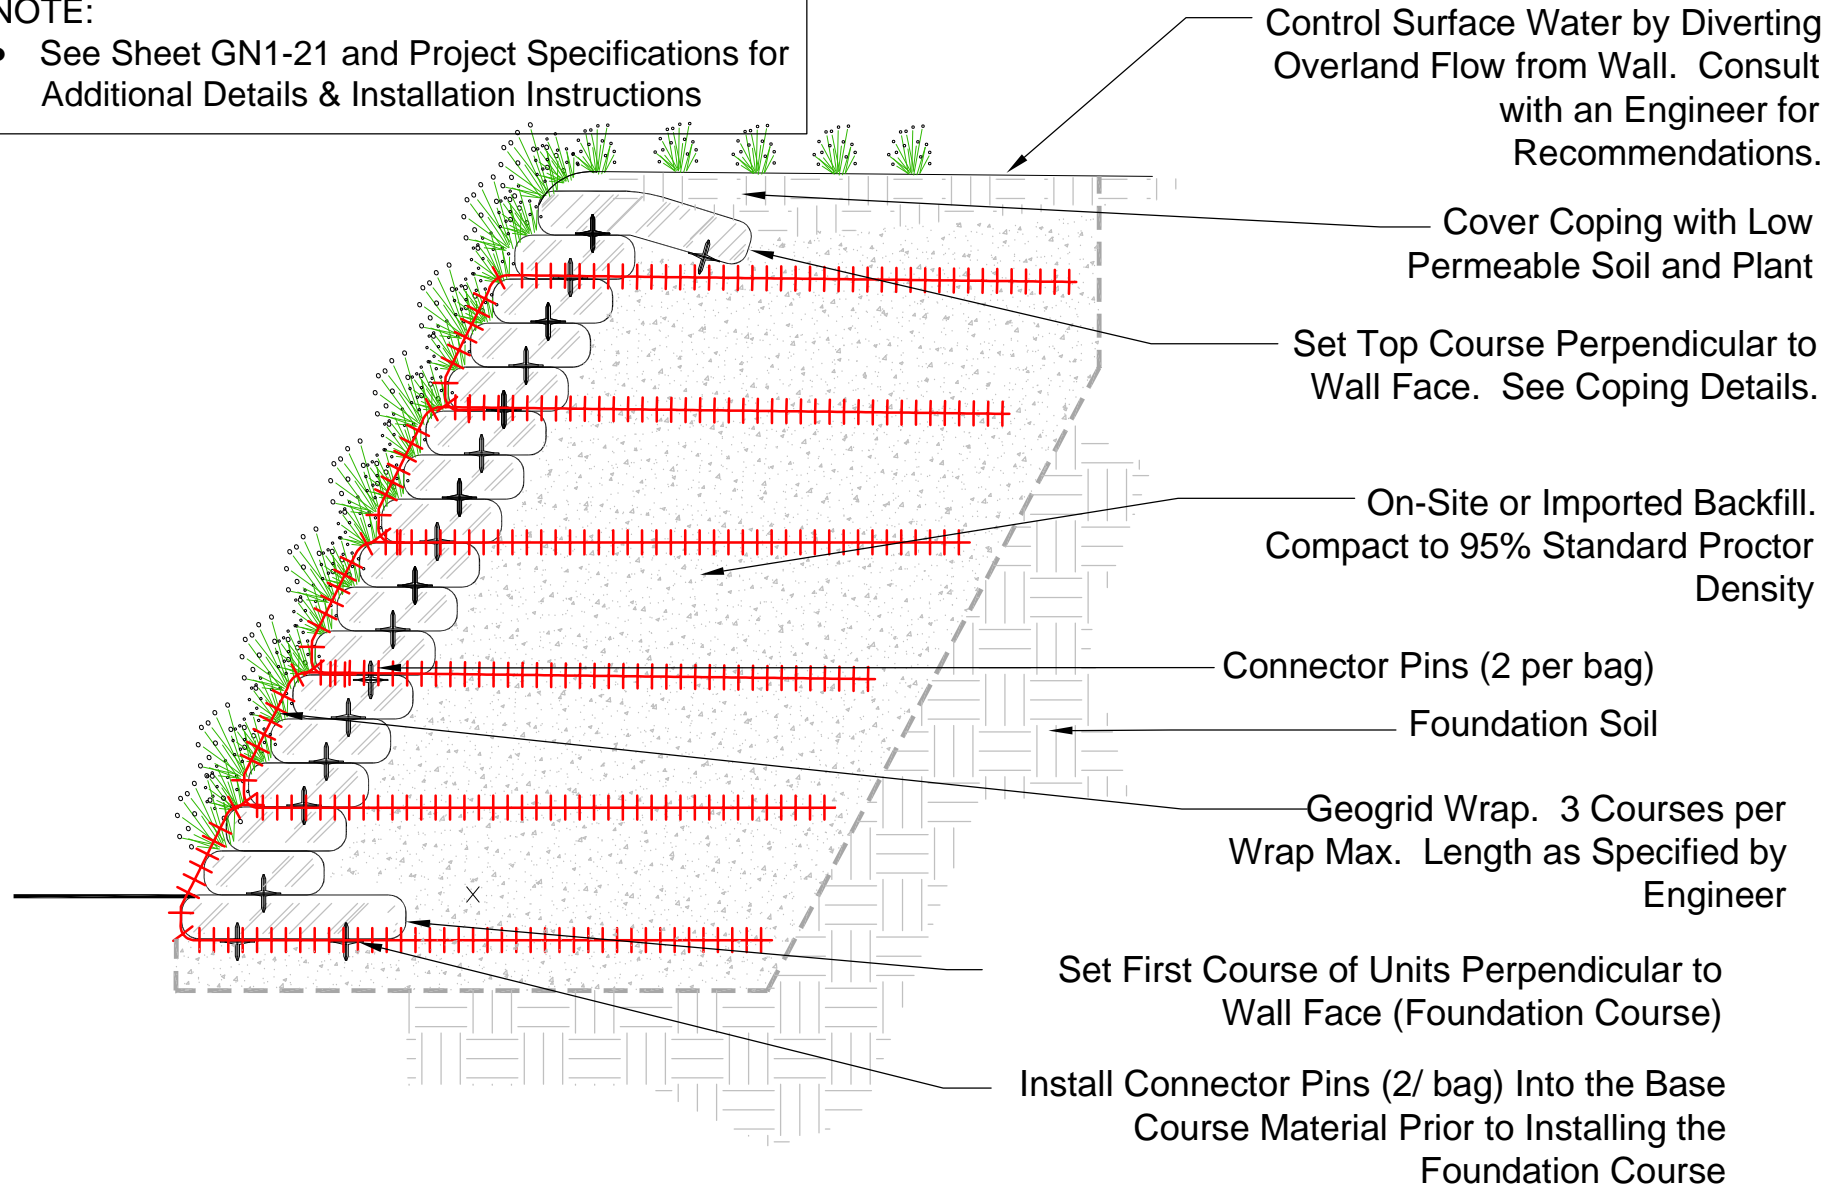 NOTE:
• See Sheet GN1-21 and Project Specifications for
Additional Details & Installation Instructions
Control Surface Water by Diverting
Overland Flow from Wall. Consult
with an Engineer for
Recommendations.
Cover Coping with Low
Permeable Soil and Plant
Set Top Course Perpendicular to
Wall Face. See Coping Details.
On-Site or Imported Backfill.
Compact to 95% Standard Proctor
Density
Connector Pins (2 per bag)
Foundation Soil
Geogrid Wrap. 3 Courses per
Wrap Max. Length as Specified by
Engineer
Set First Course of Units Perpendicular to
Wall Face (Foundation Course)
Install Connector Pins (2/ bag) Into the Base
Course Material Prior to Installing the
Foundation Course